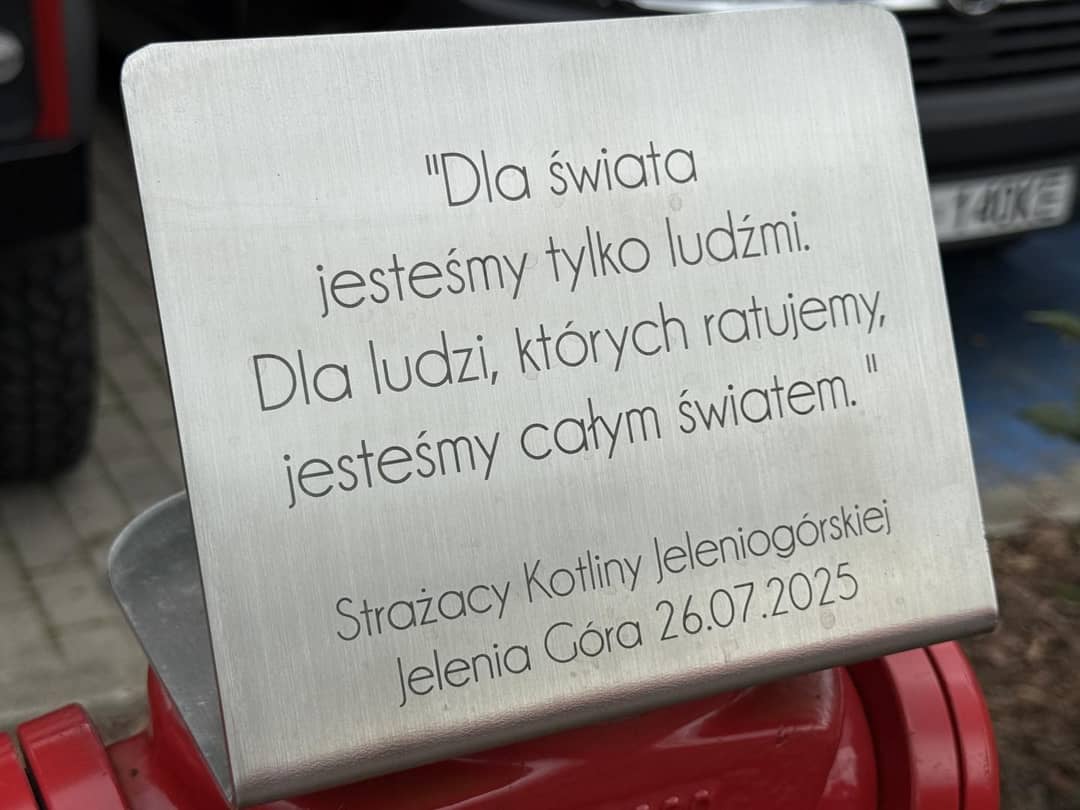 "Dla świata
jesteśmy tylko ludźmi.
Dla ludzi, których ratujemy,
jesteśmy całym światem. "
Strażacy Kotliny Jeleniogórskiej
Jelenia Góra 26.07.2025